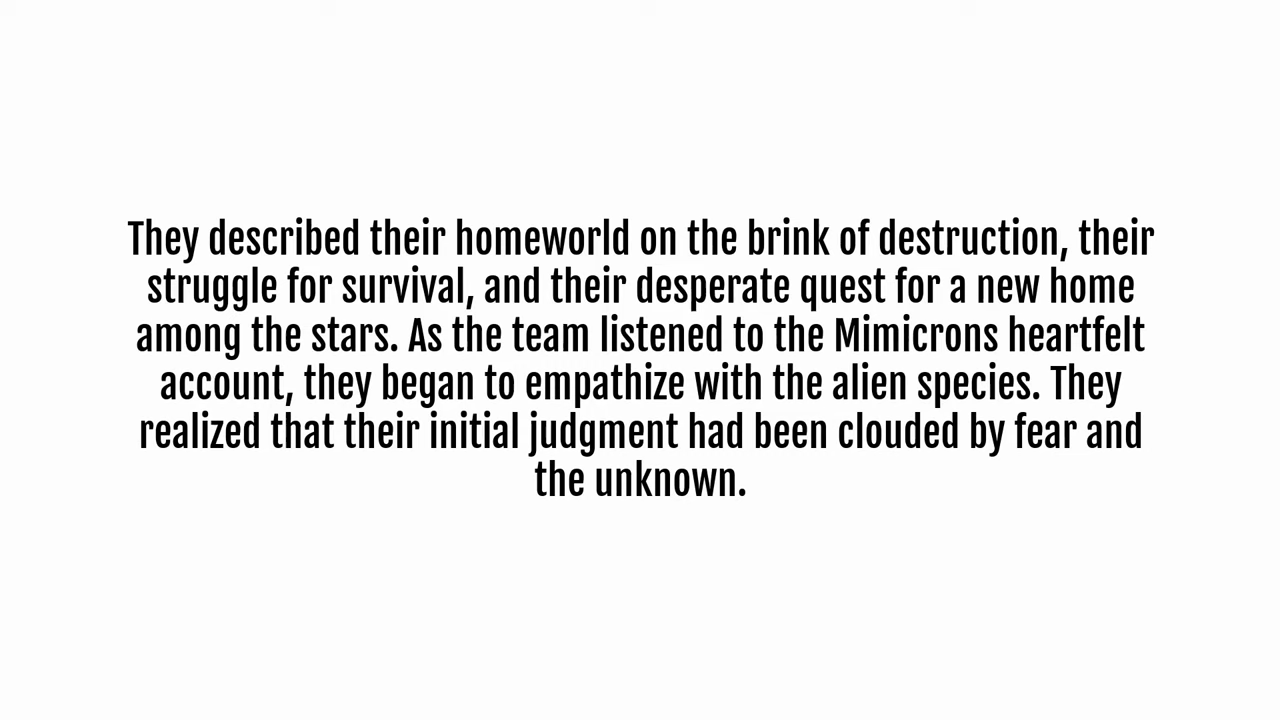 They described their homeworld on the brink of destruction, their
struggle for survival, and their desperate quest for a new home
among the stars. As the team listened to the Mimicrons heartfelt
account, they began to empathize with the alien species. They
realized that their initial judgment had been clouded by fear and
the unknown.